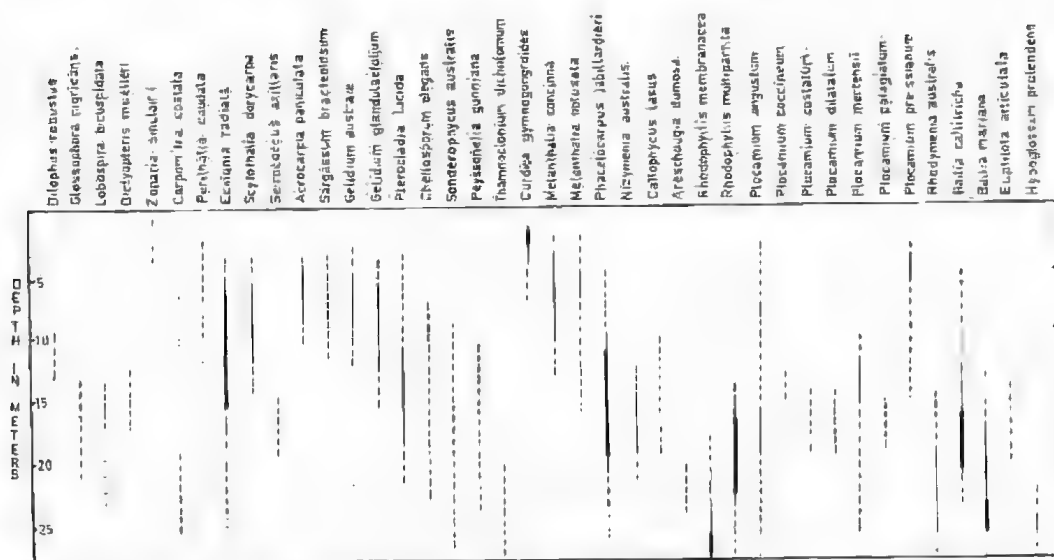 Dilophus robustus
Glossophora nigricans.
Lobospira bicuspidata
Dictyopteris muelleri
Zonaria sinclairi
Carpomitra costata
Perithalia caudata
Ecklonia radiata
Scytothalia dorycarpa
Seirococcus axillaris
Acrocarpia paniculata
Sargassum bracteolosum
Gelidium australe
Gelidium glandulaefolium
Pterocladia lucida
elegans
Sonderopycus australis
Peyssonelia gunniana
Thamnoclonium dichotomum
Curdiea gymnogongroides
Melanthalia concinna
Melanthalia obtusata
Phacelocarpus labillardieri
Nizymenia australis.
Callophycus laxus
Areschougia dumosa.
Rhodophyllis membranacea
Rhodophyllis multipartita
Plocamium angustum
Plocamium coccineum
Plocamium costatum.
Plocamium dilatatum
Plocamium mertensii
Plocamium patagiatum.
Plocamium preissianum
Rhodymenia australis
Ballia callitricha
Ballia mariana
Euptilota articulata
Hypoglossum protendens
DEPTH IN METERS
5
10
15
20
25